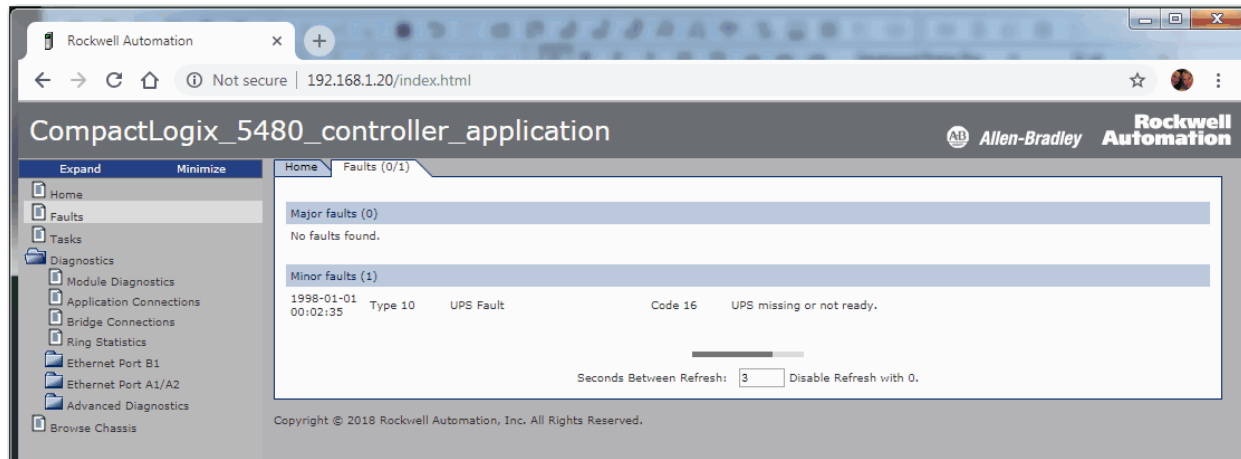 Rockwell Automation
Not secure | 192.168.1.20/index.html
CompactLogix_5480_controller_application
AB Allen-Bradley
Rockwell
Automation
Expand Minimize
Home
Faults
Tasks
Diagnostics
Module Diagnostics
Application Connections
Bridge Connections
Ring Statistics
Ethernet Port B1
Ethernet Port A1/A2
Advanced Diagnostics
Browse Chassis
Home Faults (0/1)
Major faults (0)
No faults found.
Minor faults (1)
1998-01-01
00:02:35 Type 10 UPS Fault Code 16 UPS missing or not ready.
Seconds Between Refresh: 3 Disable Refresh with 0.
Copyright © 2018 Rockwell Automation, Inc. All Rights Reserved.